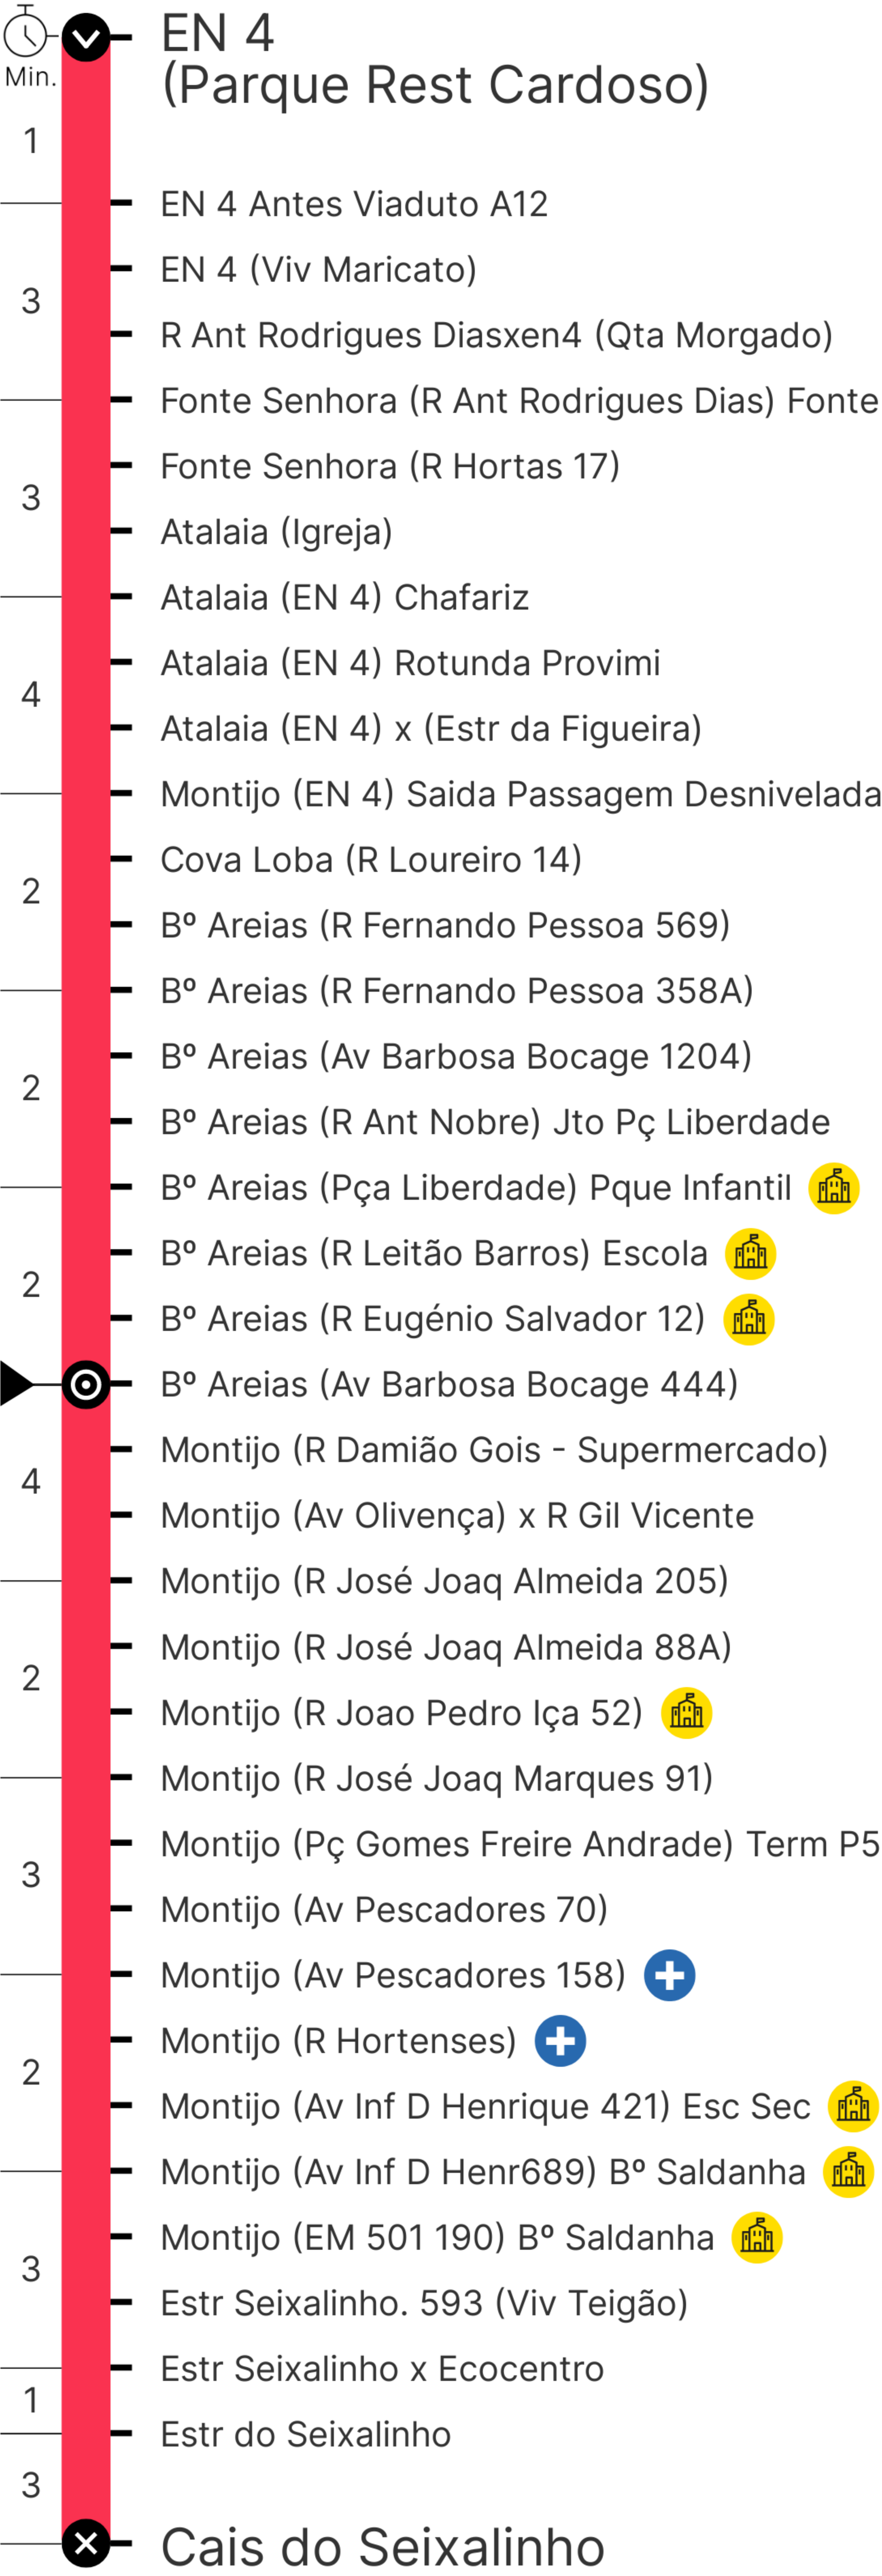 EN 4
(Parque Rest Cardoso)
Min.
1
EN 4 Antes Viaduto A12
EN 4 (Viv Maricato)
3
R Ant Rodrigues Diasxen4 (Qta Morgado)
Fonte Senhora (R Ant Rodrigues Dias) Fonte
Fonte Senhora (R Hortas 17)
3
Atalaia (Igreja)
Atalaia (EN 4) Chafariz
Atalaia (EN 4) Rotunda Provimi
4
Atalaia (EN 4) x (Estr da Figueira)
Montijo (EN 4) Saida Passagem Desnivelada
Cova Loba (R Loureiro 14)
2
Bº Areias (R Fernando Pessoa 569)
Bº Areias (R Fernando Pessoa 358A)
Bº Areias (Av Barbosa Bocage 1204)
2
Bº Areias (R Ant Nobre) Jto Pç Liberdade
Bº Areias (Pça Liberdade) Pque Infantil
Bº Areias (R Leitão Barros) Escola
2
Bº Areias (R Eugénio Salvador 12)
Bº Areias (Av Barbosa Bocage 444)
Montijo (R Damião Gois - Supermercado)
4
Montijo (Av Olivença) x R Gil Vicente
Montijo (R José Joaq Almeida 205)
Montijo (R José Joaq Almeida 88A)
2
Montijo (R Joao Pedro Iça 52)
Montijo (R José Joaq Marques 91)
Montijo (Pç Gomes Freire Andrade) Term P5
3
Montijo (Av Pescadores 70)
Montijo (Av Pescadores 158)
Montijo (R Hortenses)
2
Montijo (Av Inf D Henrique 421) Esc Sec
Montijo (Av Inf D Henr689) Bº Saldanha
Montijo (EM 501 190) Bº Saldanha
3
Estr Seixalinho. 593 (Viv Teigão)
Estr Seixalinho x Ecocentro
1
Estr do Seixalinho
3
Cais do Seixalinho